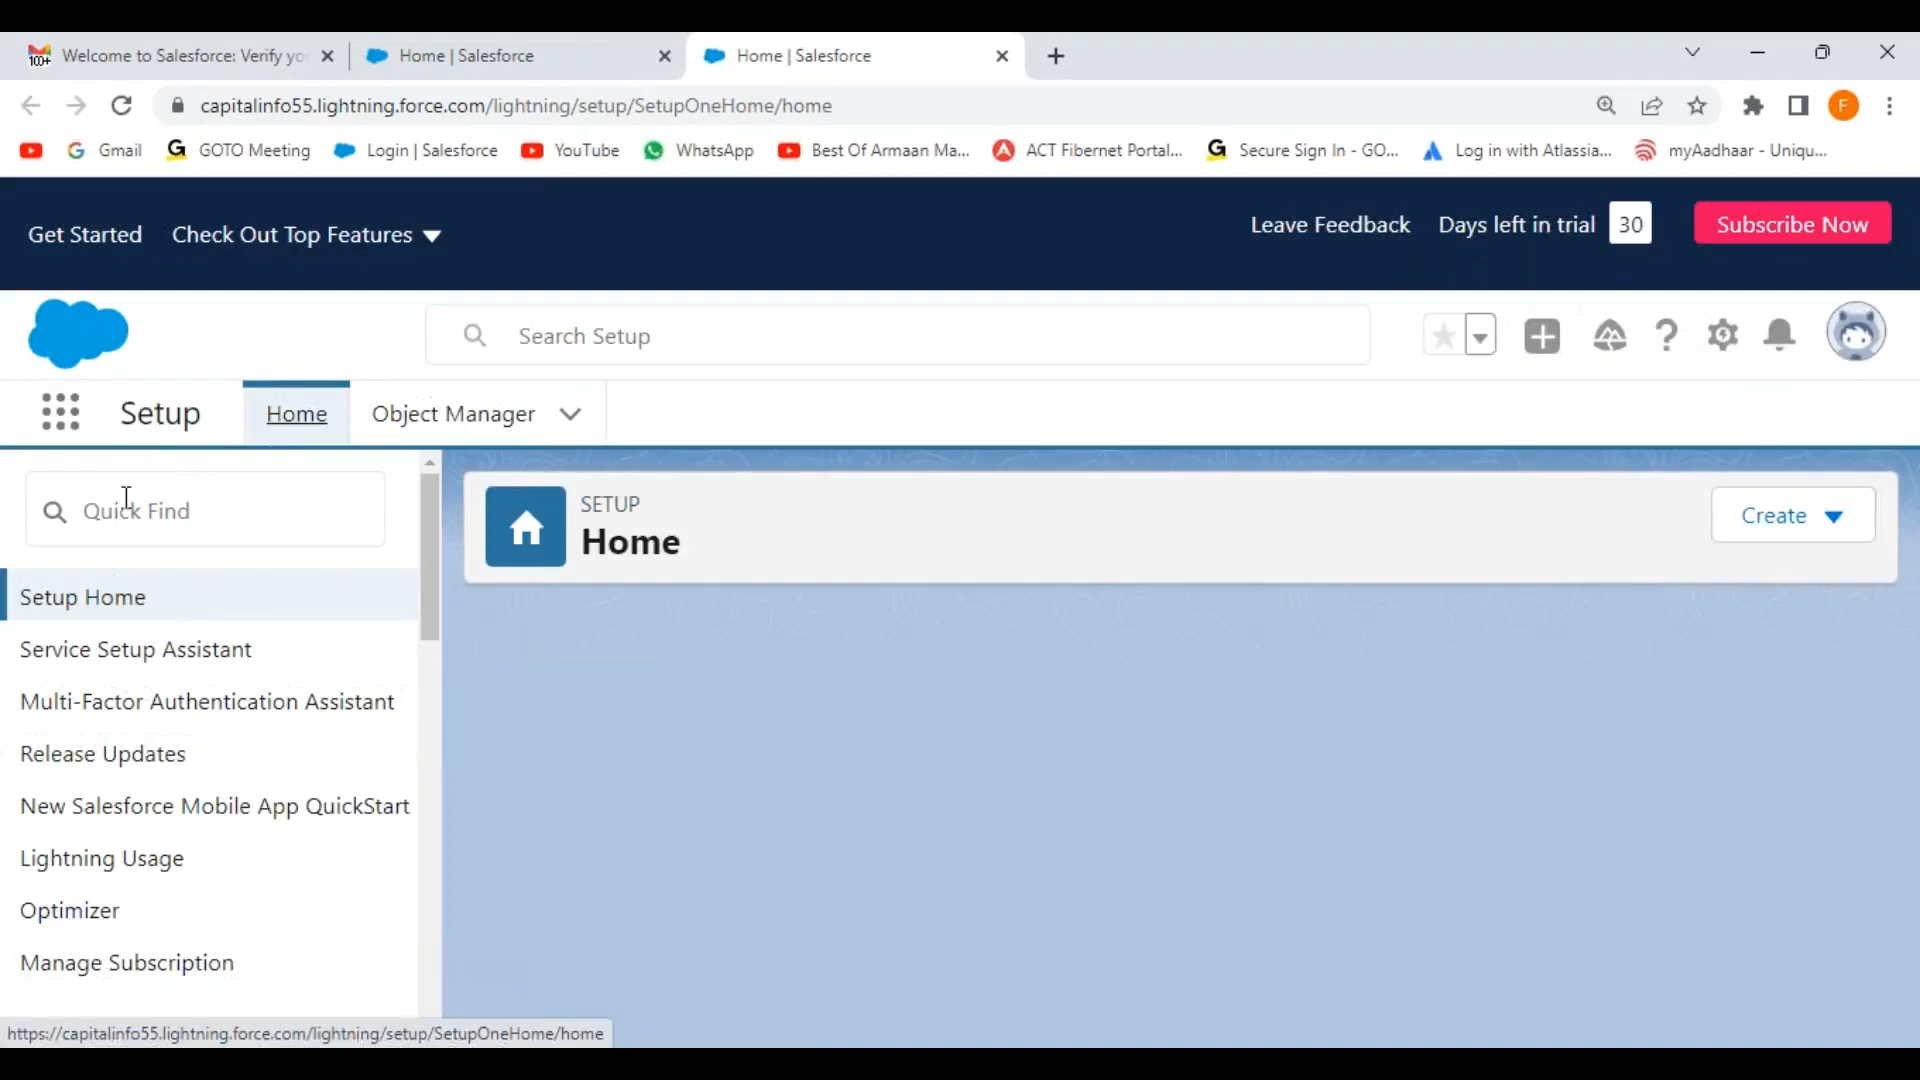 Welcome to Salesforce: Verify yo
Home | Salesforce
Home | Salesforce
capitalinfo55.lightning.force.com/lightning/setup/SetupOneHome/home
F
Gmail
GOTO Meeting
Login | Salesforce
YouTube
WhatsApp
Best Of Armaan Ma...
ACT Fibernet Portal...
Secure Sign In - GO...
Log in with Atlassia...
myAadhaar - Uniqu...
Get Started
Check Out Top Features
Leave Feedback
Days left in trial
30
Subscribe Now
Search Setup
Setup
Home
Object Manager
Quick Find
SETUP
Home
Create
Setup Home
Service Setup Assistant
Multi-Factor Authentication Assistant
Release Updates
New Salesforce Mobile App QuickStart
Lightning Usage
Optimizer
Manage Subscription
https://capitalinfo55.lightning.force.com/lightning/setup/SetupOneHome/home